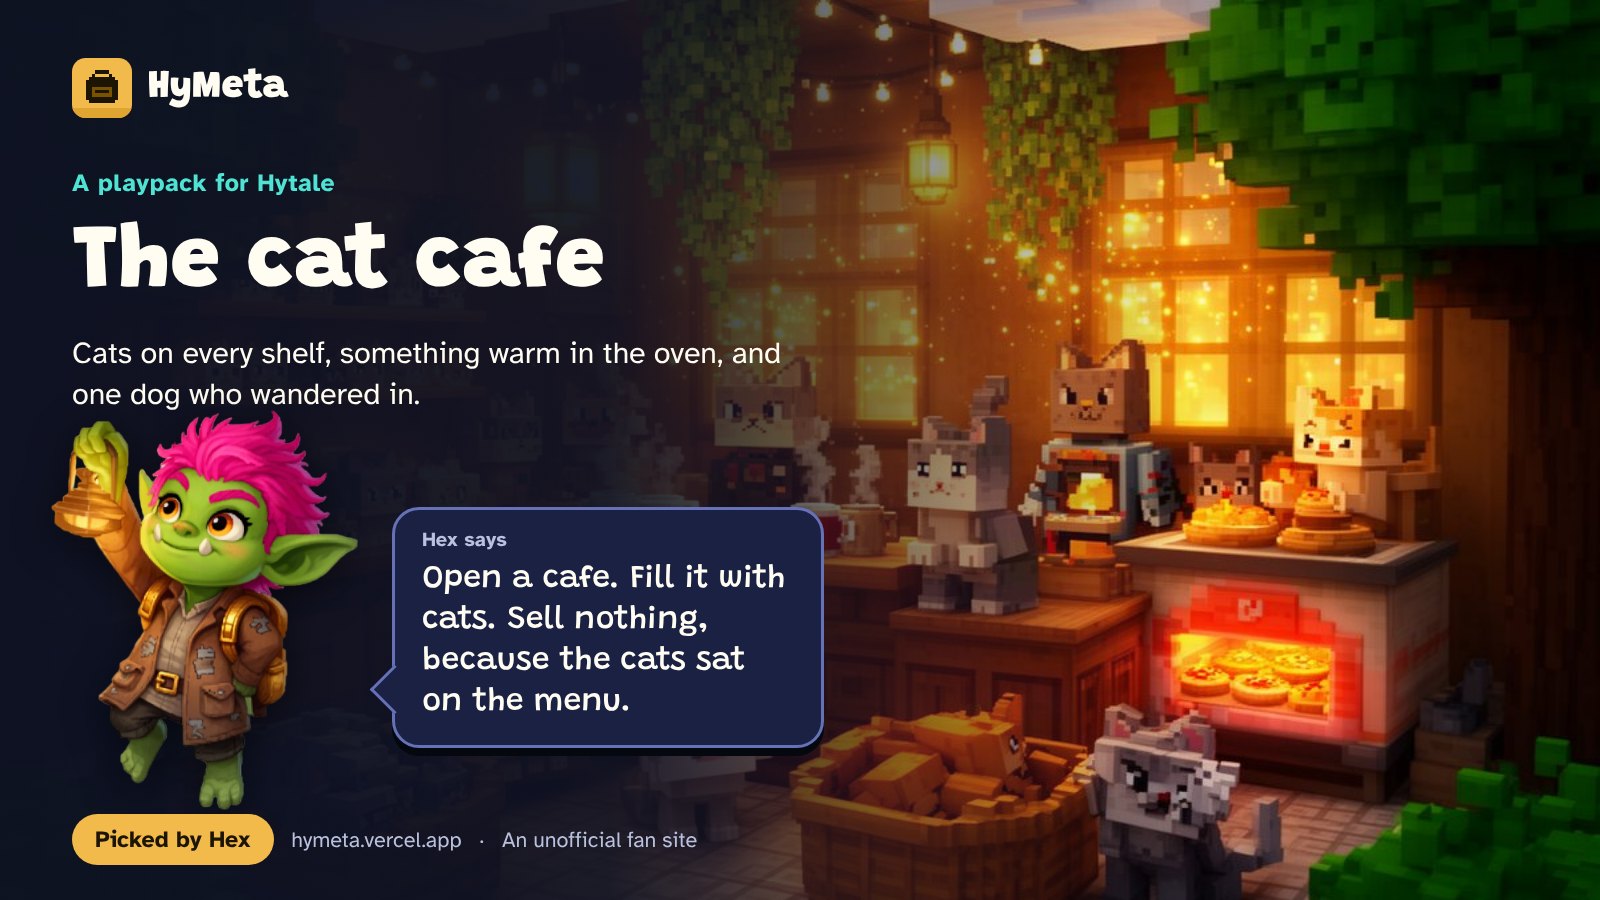 HyMeta
A playpack for Hytale
The cat cafe
Cats on every shelf, something warm in the oven, and
one dog who wandered in.
Hex says
Open a cafe. Fill it with
cats. Sell nothing,
because the cats sat
on the menu.
Picked by Hex
hymeta.vercel.app · An unofficial fan site